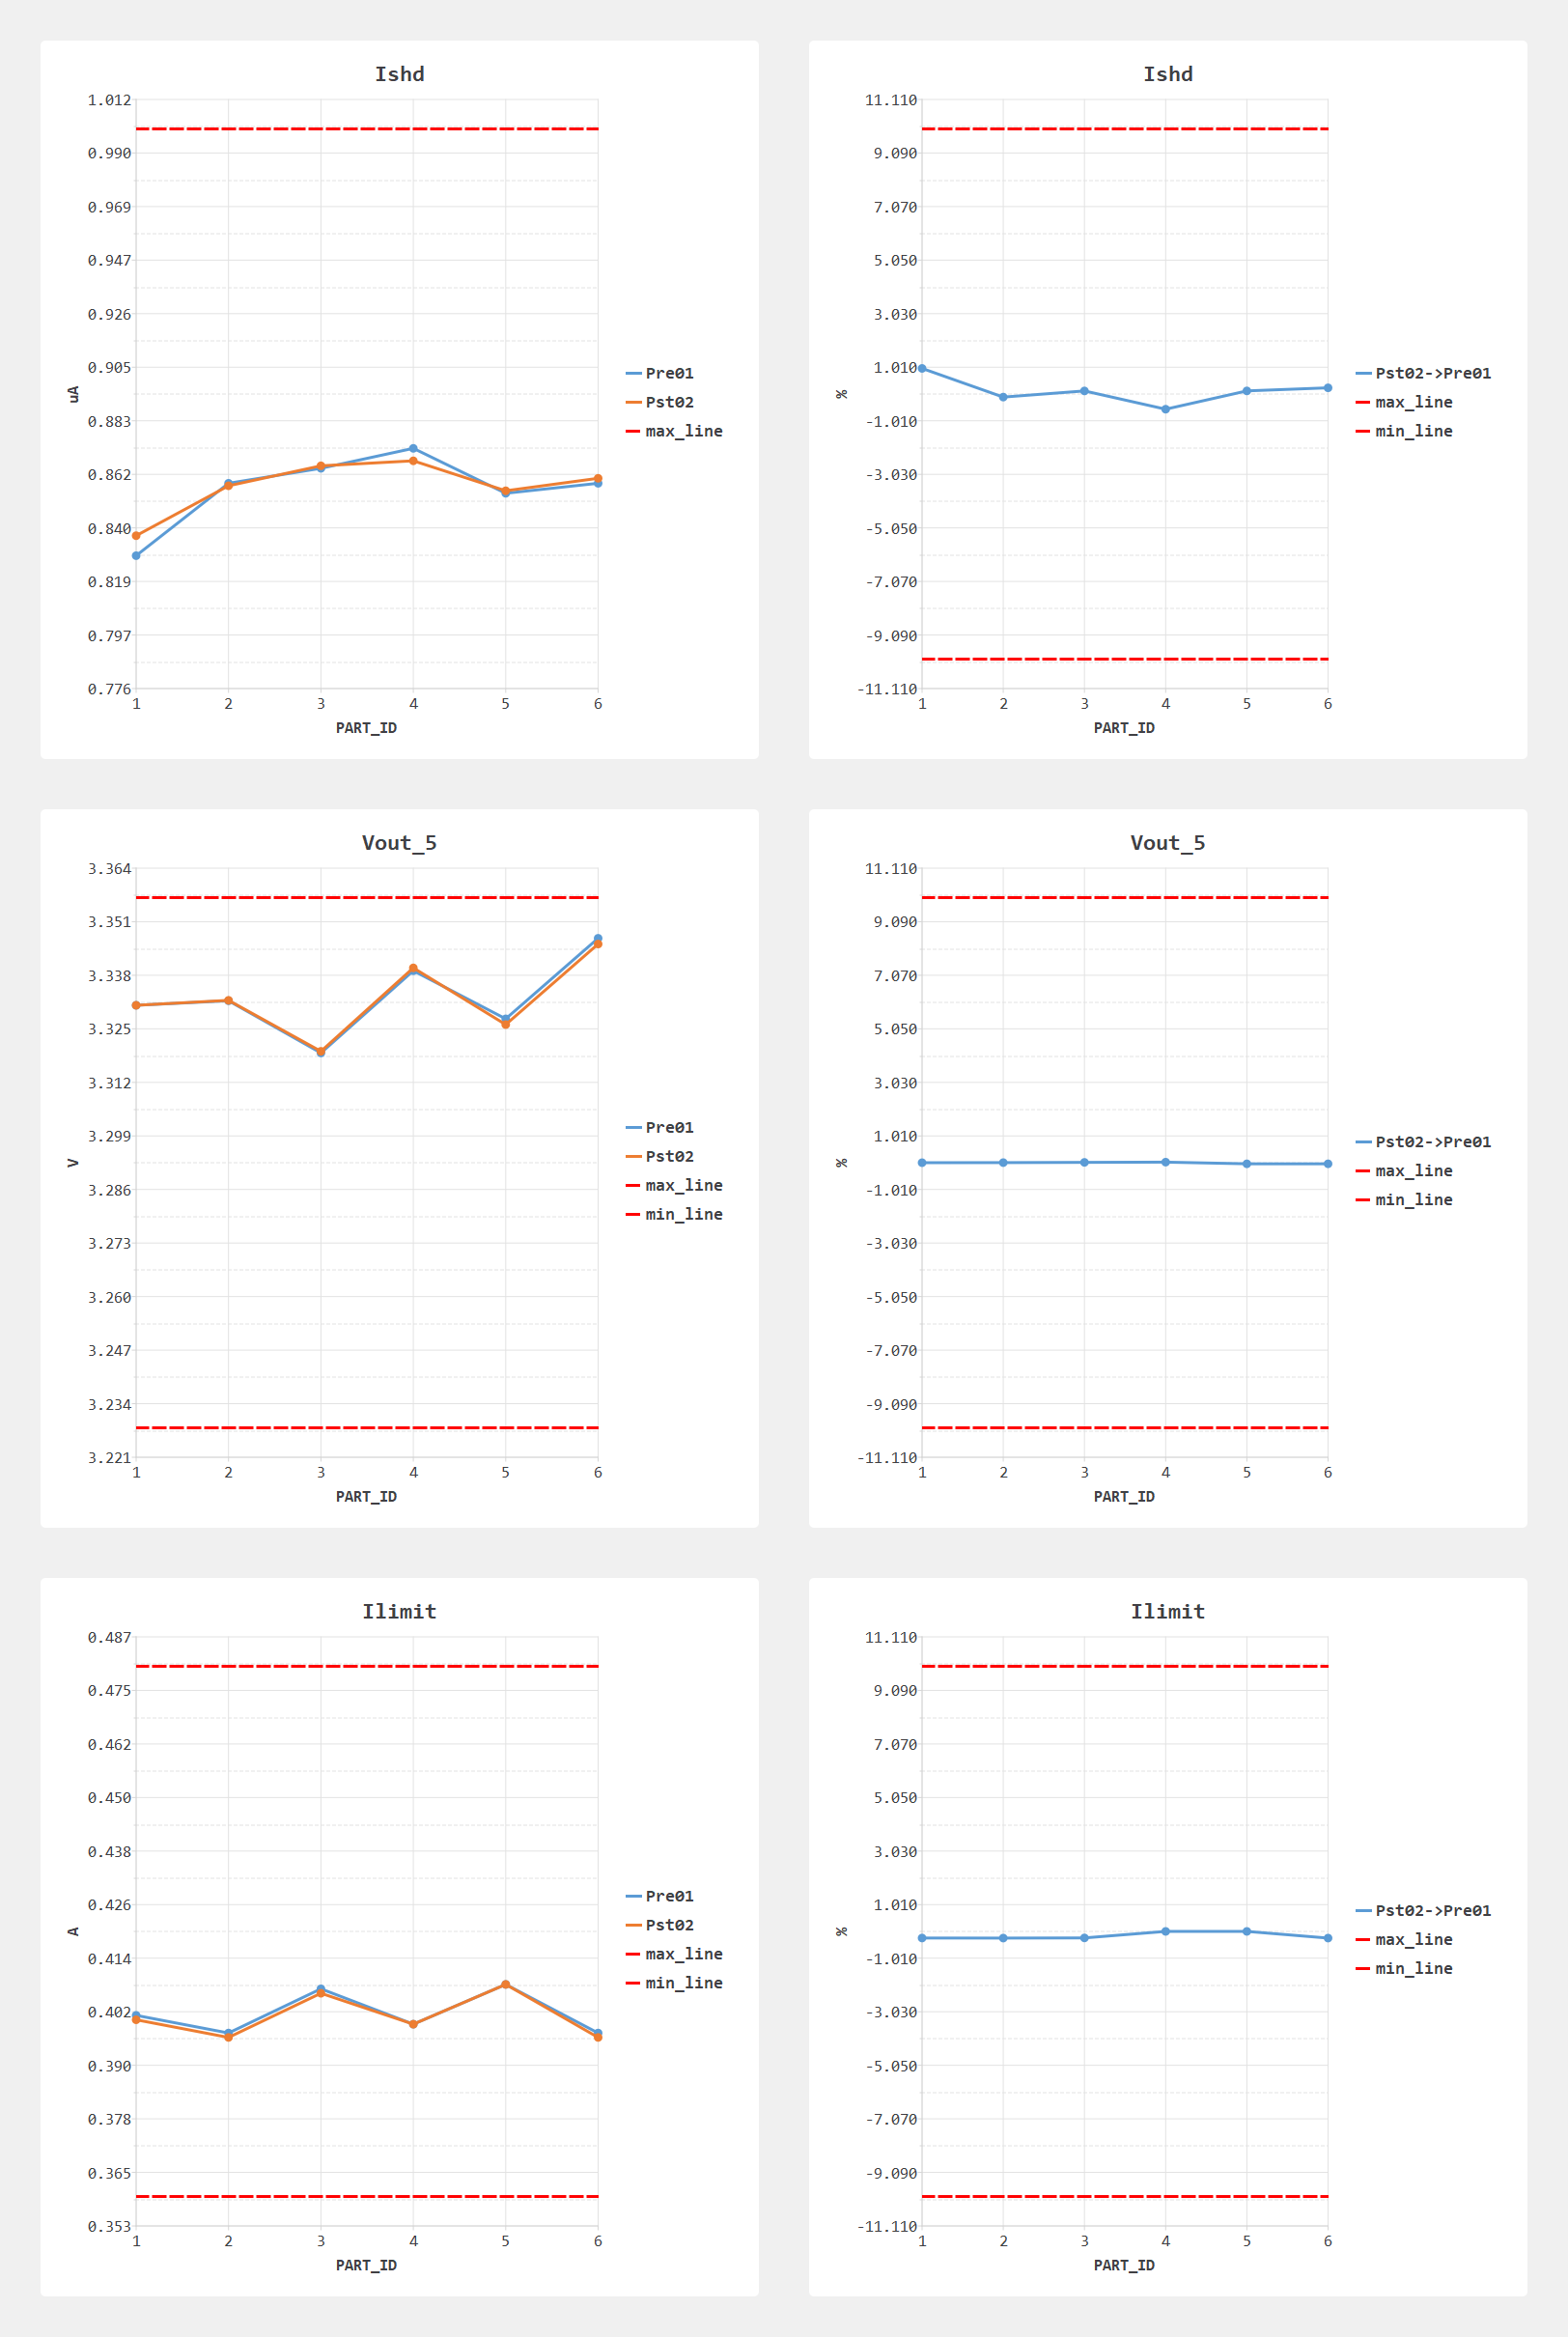 Ishd
1.012
0.990
0.969
0.947
0.926
0.905
0.883
0.862
0.840
0.819
0.797
0.776
uA
1 2 3 4 5 6
PART_ID
Pre01
Pst02
max_line
Ishd
11.110
9.090
7.070
5.050
3.030
1.010
-1.010
-3.030
-5.050
-7.070
-9.090
-11.110
%
1 2 3 4 5 6
PART_ID
Pst02->Pre01
max_line
min_line
Vout_5
3.364
3.351
3.338
3.325
3.312
3.299
3.286
3.273
3.260
3.247
3.234
3.221
V
1 2 3 4 5 6
PART_ID
Pre01
Pst02
max_line
min_line
Vout_5
11.110
9.090
7.070
5.050
3.030
1.010
-1.010
-3.030
-5.050
-7.070
-9.090
-11.110
%
1 2 3 4 5 6
PART_ID
Pst02->Pre01
max_line
min_line
Ilimit
0.487
0.475
0.462
0.450
0.438
0.426
0.414
0.402
0.390
0.378
0.365
0.353
A
1 2 3 4 5 6
PART_ID
Pre01
Pst02
max_line
min_line
Ilimit
11.110
9.090
7.070
5.050
3.030
1.010
-1.010
-3.030
-5.050
-7.070
-9.090
-11.110
%
1 2 3 4 5 6
PART_ID
Pst02->Pre01
max_line
min_line